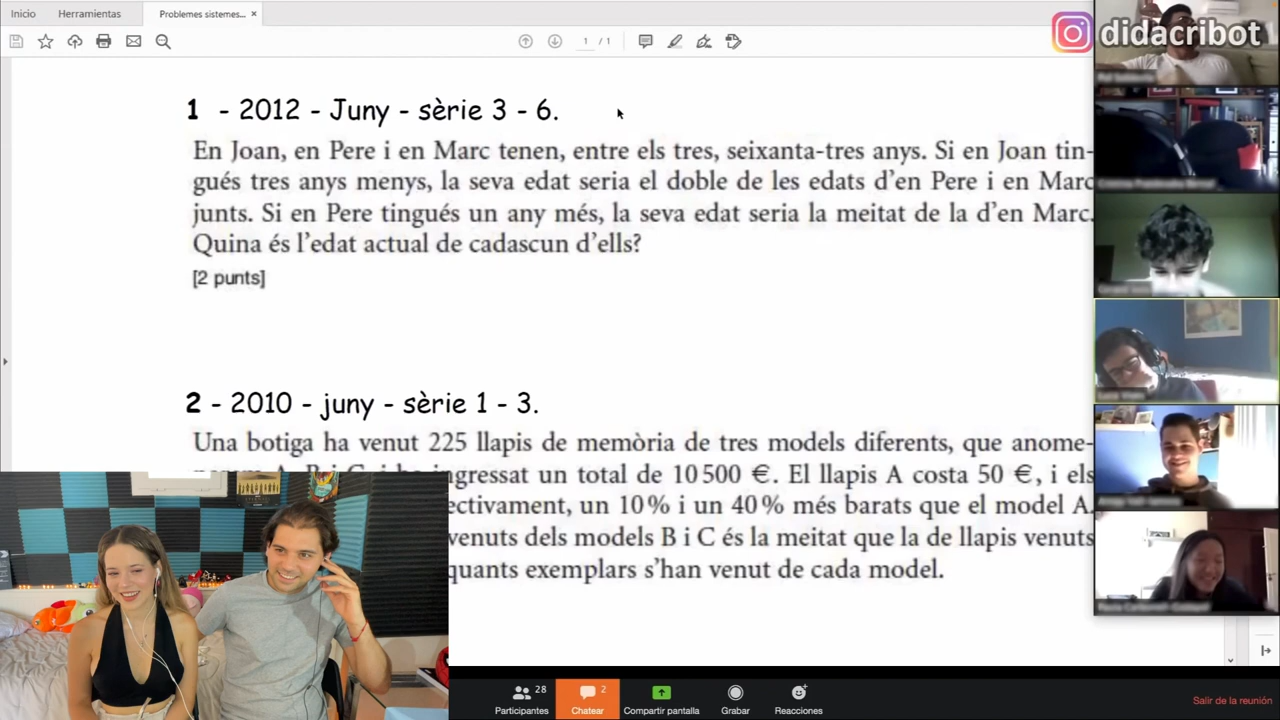 Inicio Herramientas Problemes sistemes... ×
1 / 1
didacribot
1 - 2012 - Juny - sèrie 3 - 6.
En Joan, en Pere i en Marc tenen, entre els tres, seixanta-tres anys. Si en Joan tin-
gués tres anys menys, la seva edat seria el doble de les edats d'en Pere i en Marc
junts. Si en Pere tingués un any més, la seva edat seria la meitat de la d'en Marc.
Quina és l'edat actual de cadascun d'ells?
[2 punts]
2 - 2010 - juny - sèrie 1 - 3.
Una botiga ha venut 225 llapis de memòria de tres models diferents, que anome-
ingressat un total de 10 500 €. El llapis A costa 50 €, i els
ectivament, un 10 % i un 40 % més barats que el model A.
venuts dels models B i C és la meitat que la de llapis venuts
quants exemplars s'han venut de cada model.
28 2
Participantes Chatear Compartir pantalla Grabar Reacciones
Salir de la reunión